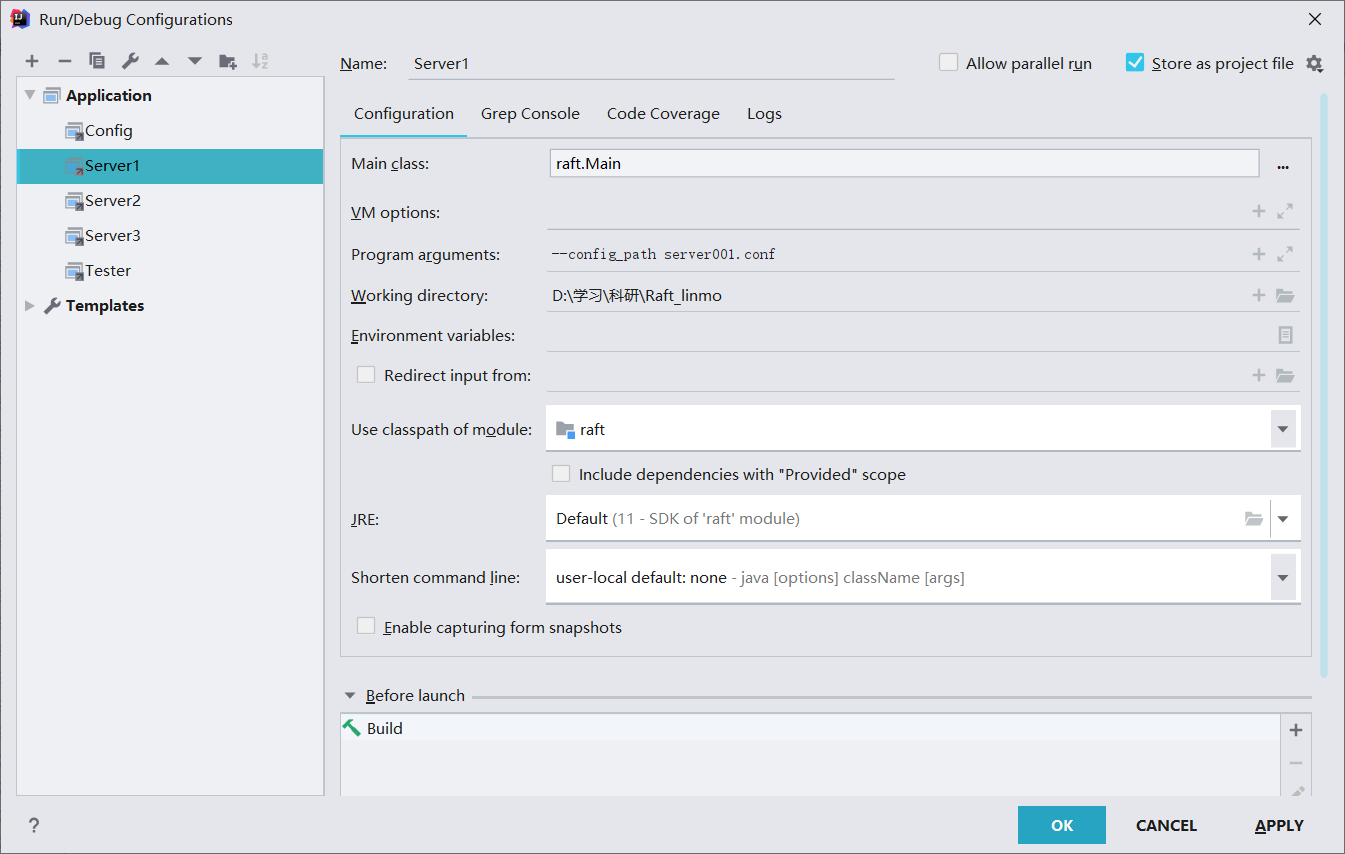 Run/Debug Configurations
Name: Server1
Allow parallel run
Store as project file
Application
Config
Server1
Server2
Server3
Tester
Templates
Configuration Grep Console Code Coverage Logs
Main class: raft.Main ...
VM options:
Program arguments: --config_path server001.conf
Working directory: D:\学习\科研\Raft_linmo
Environment variables:
Redirect input from:
Use classpath of module: raft
Include dependencies with "Provided" scope
JRE: Default (11 - SDK of 'raft' module)
Shorten command line: user-local default: none - java [options] className [args]
Enable capturing form snapshots
Before launch
Build
?
OK CANCEL APPLY